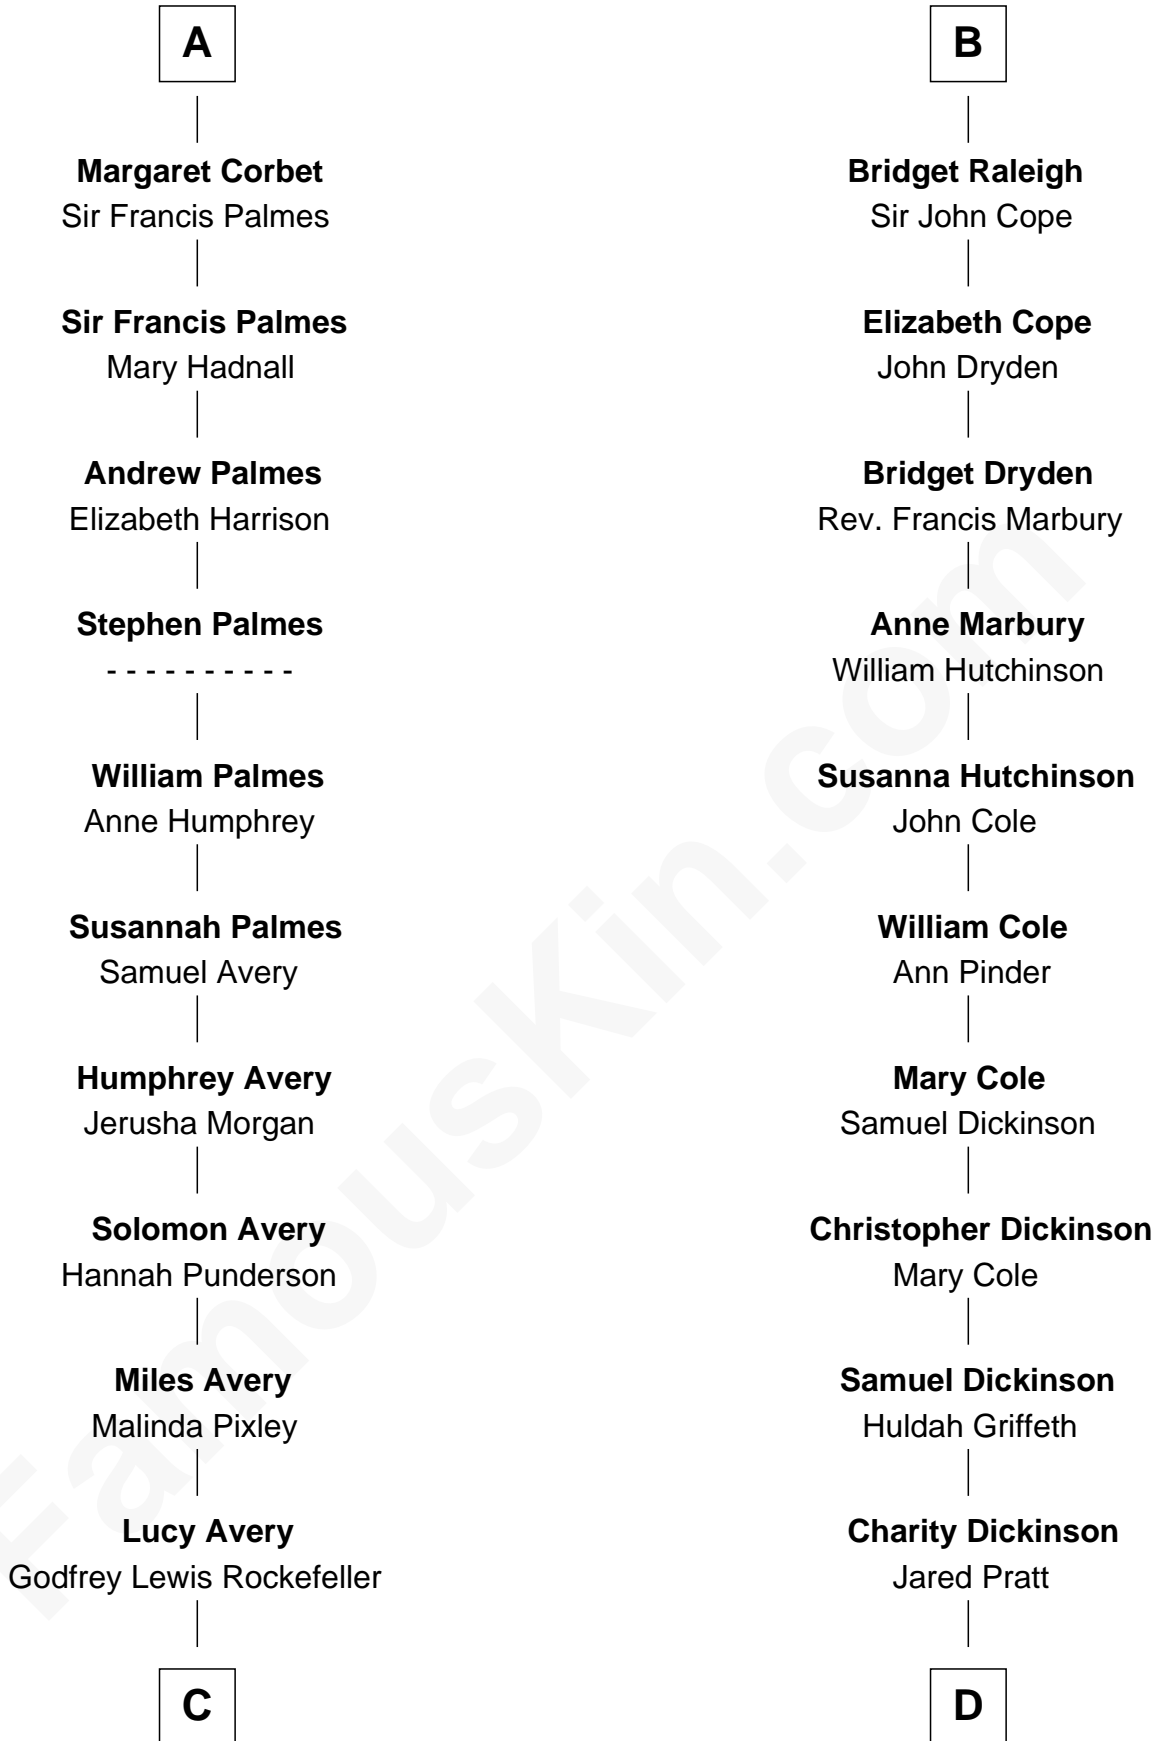 A
Margaret Corbet
Sir Francis Palmes
Sir Francis Palmes
Mary Hadnall
Andrew Palmes
Elizabeth Harrison
Stephen Palmes
- - - - - - - - - -
William Palmes
Anne Humphrey
Susannah Palmes
Samuel Avery
Humphrey Avery
Jerusha Morgan
Solomon Avery
Hannah Punderson
Miles Avery
Malinda Pixley
Lucy Avery
Godfrey Lewis Rockefeller
C
B
Bridget Raleigh
Sir John Cope
Elizabeth Cope
John Dryden
Bridget Dryden
Rev. Francis Marbury
Anne Marbury
William Hutchinson
Susanna Hutchinson
John Cole
William Cole
Ann Pinder
Mary Cole
Samuel Dickinson
Christopher Dickinson
Mary Cole
Samuel Dickinson
Huldah Griffeth
Charity Dickinson
Jared Pratt
D
FamousKin.com